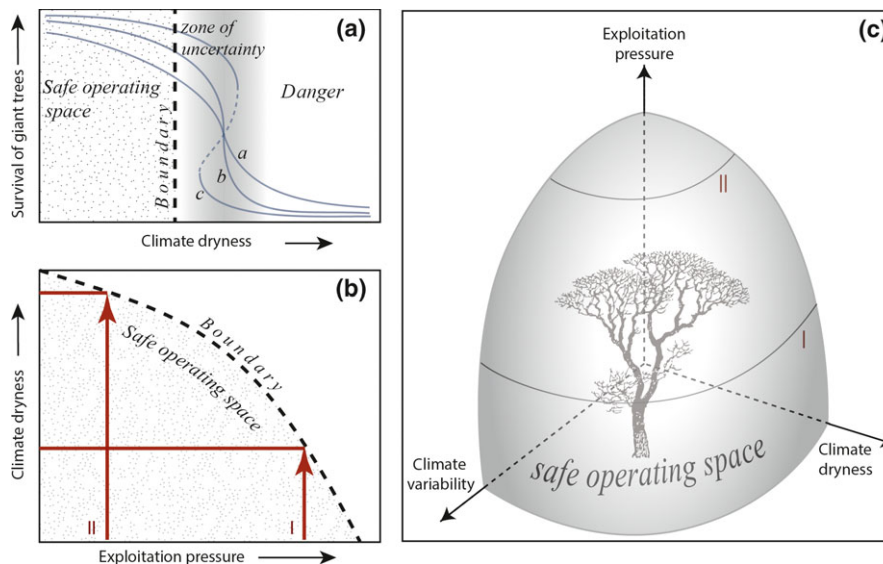 (a)
zone of
uncertainty
Safe operating
space
Danger
Boundary
a
b
c
Survival of giant trees
Climate dryness
(b)
Boundary
Safe operating space
II
I
Climate dryness
Exploitation pressure
(c)
Exploitation
pressure
II
I
Climate
variability
Climate
dryness
safe operating space